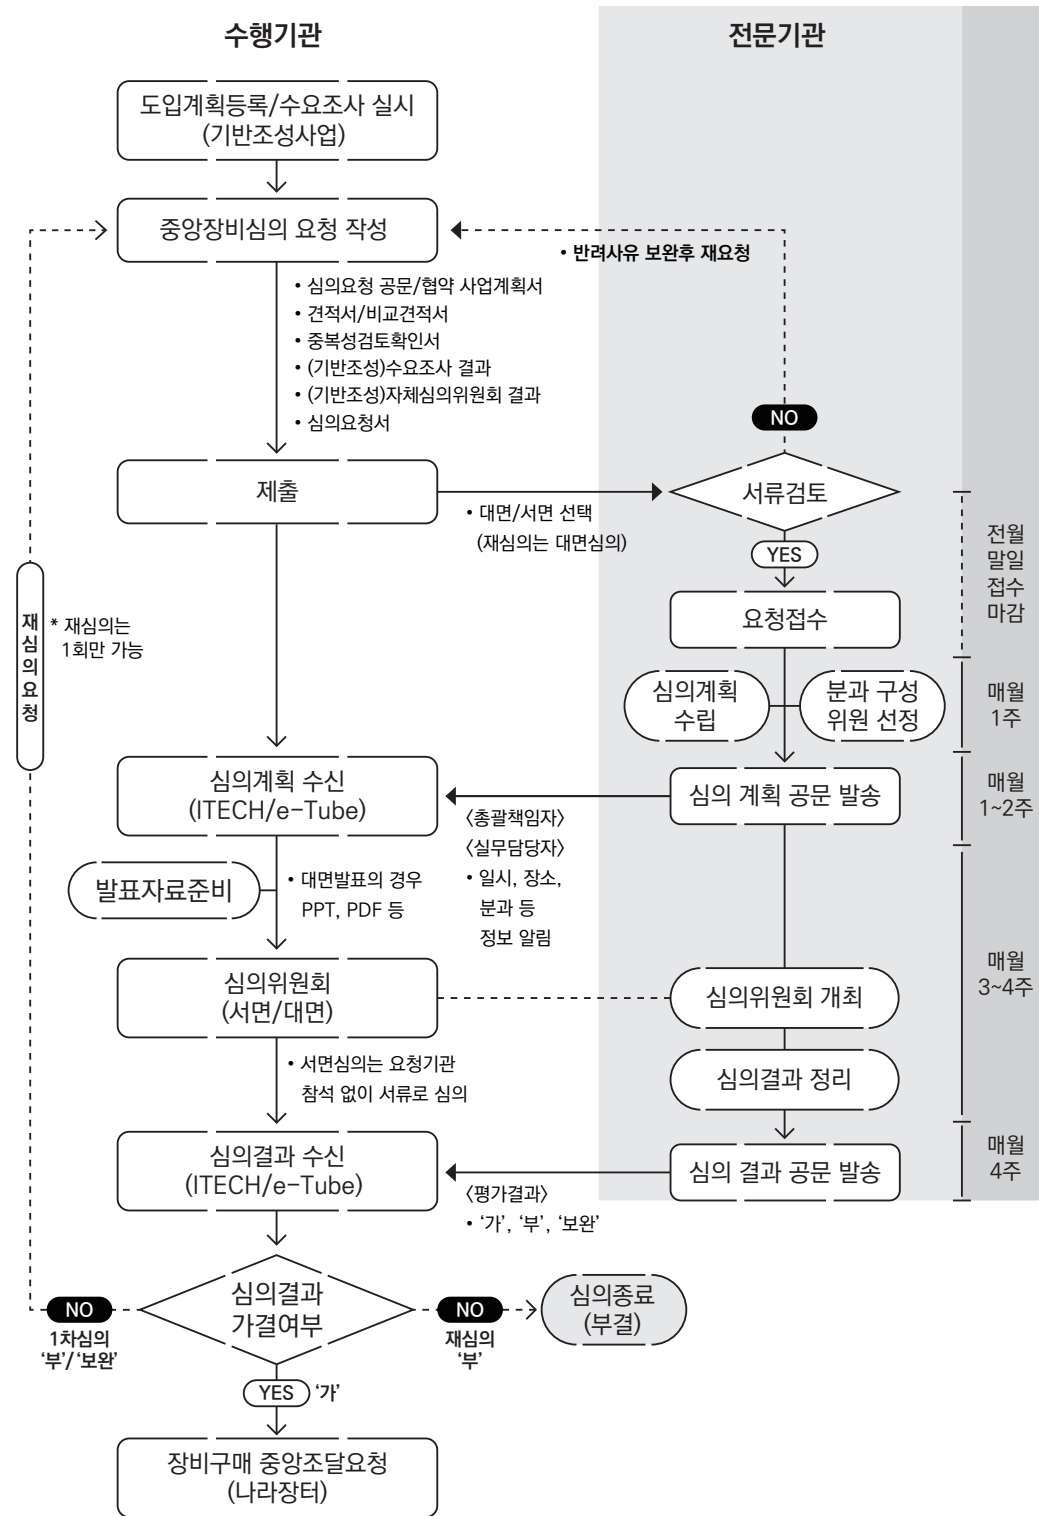 수행기관
전문기관
도입계획등록/수요조사 실시
(기반조성사업)
중앙장비심의 요청 작성
• 반려사유 보완후 재요청
• 심의요청 공문/협약 사업계획서
• 견적서/비교견적서
• 중복성검토확인서
• (기반조성)수요조사 결과
• (기반조성)자체심의위원회 결과
• 심의요청서
NO
제출
서류검토
• 대면/서면 선택
(재심의는 대면심의)
YES
전월
말일
접수
마감
요청접수
재심의요청
* 재심의는
1회만 가능
심의계획
수립
분과 구성
위원 선정
매월
1주
심의계획 수신
(ITECH/e-Tube)
심의 계획 공문 발송
매월
1~2주
〈총괄책임자〉
〈실무담당자〉
• 일시, 장소,
분과 등
정보 알림
발표자료준비
• 대면발표의 경우
PPT, PDF 등
심의위원회
(서면/대면)
심의위원회 개최
매월
3~4주
• 서면심의는 요청기관
참석 없이 서류로 심의
심의결과 정리
심의결과 수신
(ITECH/e-Tube)
심의 결과 공문 발송
매월
4주
〈평가결과〉
• ‘가’, ‘부’, ‘보완’
심의결과
가결여부
NO
1차심의
‘부’/ ‘보완’
NO
재심의
‘부’
심의종료
(부결)
YES ‘가’
장비구매 중앙조달요청
(나라장터)